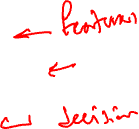 ← features
←
decision